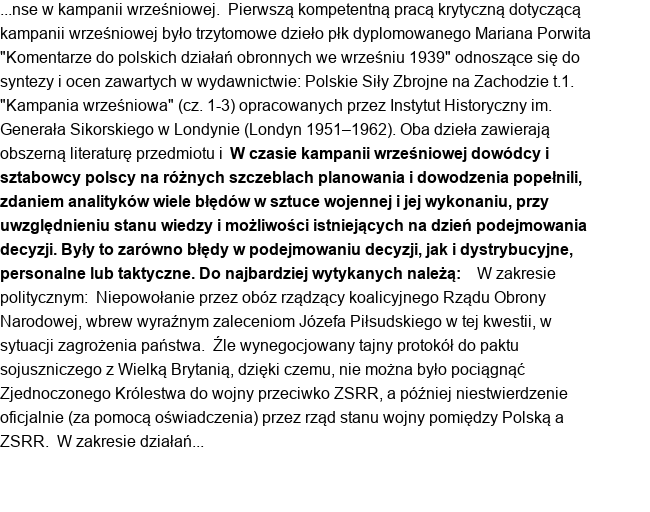 ...nse w kampanii wrześniowej.  Pierwszą kompetentną pracą krytyczną dotyczącą
kampanii wrześniowej było trzytomowe dzieło płk dyplomowanego Mariana Porwita
"Komentarze do polskich działań obronnych we wrześniu 1939" odnoszące się do
syntezy i ocen zawartych w wydawnictwie: Polskie Siły Zbrojne na Zachodzie t.1.
"Kampania wrześniowa" (cz. 1-3) opracowanych przez Instytut Historyczny im.
Generała Sikorskiego w Londynie (Londyn 1951–1962). Oba dzieła zawierają
obszerną literaturę przedmiotu i  W czasie kampanii wrześniowej dowódcy i
sztabowcy polscy na różnych szczeblach planowania i dowodzenia popełnili,
zdaniem analityków wiele błędów w sztuce wojennej i jej wykonaniu, przy
uwzględnieniu stanu wiedzy i możliwości istniejących na dzień podejmowania
decyzji. Były to zarówno błędy w podejmowaniu decyzji, jak i dystrybucyjne,
personalne lub taktyczne. Do najbardziej wytykanych należą:    W zakresie
politycznym:  Niepowołanie przez obóz rządzący koalicyjnego Rządu Obrony
Narodowej, wbrew wyraźnym zaleceniom Józefa Piłsudskiego w tej kwestii, w
sytuacji zagrożenia państwa.  Źle wynegocjowany tajny protokół do paktu
sojuszniczego z Wielką Brytanią, dzięki czemu, nie można było pociągnąć
Zjednoczonego Królestwa do wojny przeciwko ZSRR, a później niestwierdzenie
oficjalnie (za pomocą oświadczenia) przez rząd stanu wojny pomiędzy Polską a
ZSRR.  W zakresie działań...